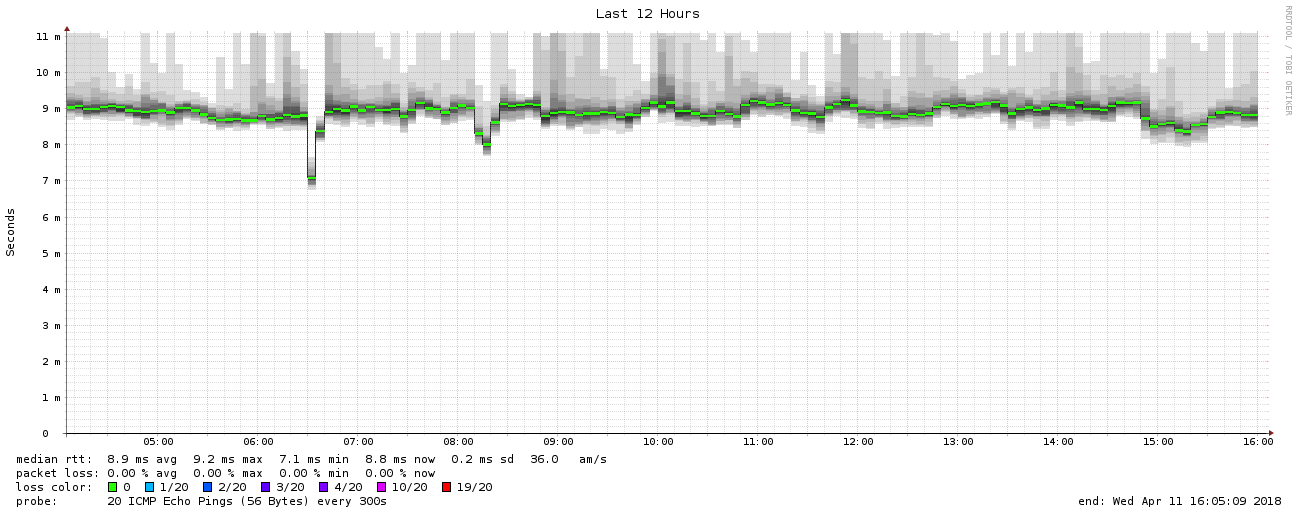 Last 12 Hours
RRDTOOL / TOBI OETIKER
Seconds
11 m
10 m
9 m
8 m
7 m
6 m
5 m
4 m
3 m
2 m
1 m
0
05:00 06:00 07:00 08:00 09:00 10:00 11:00 12:00 13:00 14:00 15:00 16:00
median rtt: 8.9 ms avg 9.2 ms max 7.1 ms min 8.8 ms now 0.2 ms sd 36.0 am/s
packet loss: 0.00 % avg 0.00 % max 0.00 % min 0.00 % now
loss color: 0 1/20 2/20 3/20 4/20 10/20 19/20
probe: 20 ICMP Echo Pings (56 Bytes) every 300s end: Wed Apr 11 16:05:09 2018